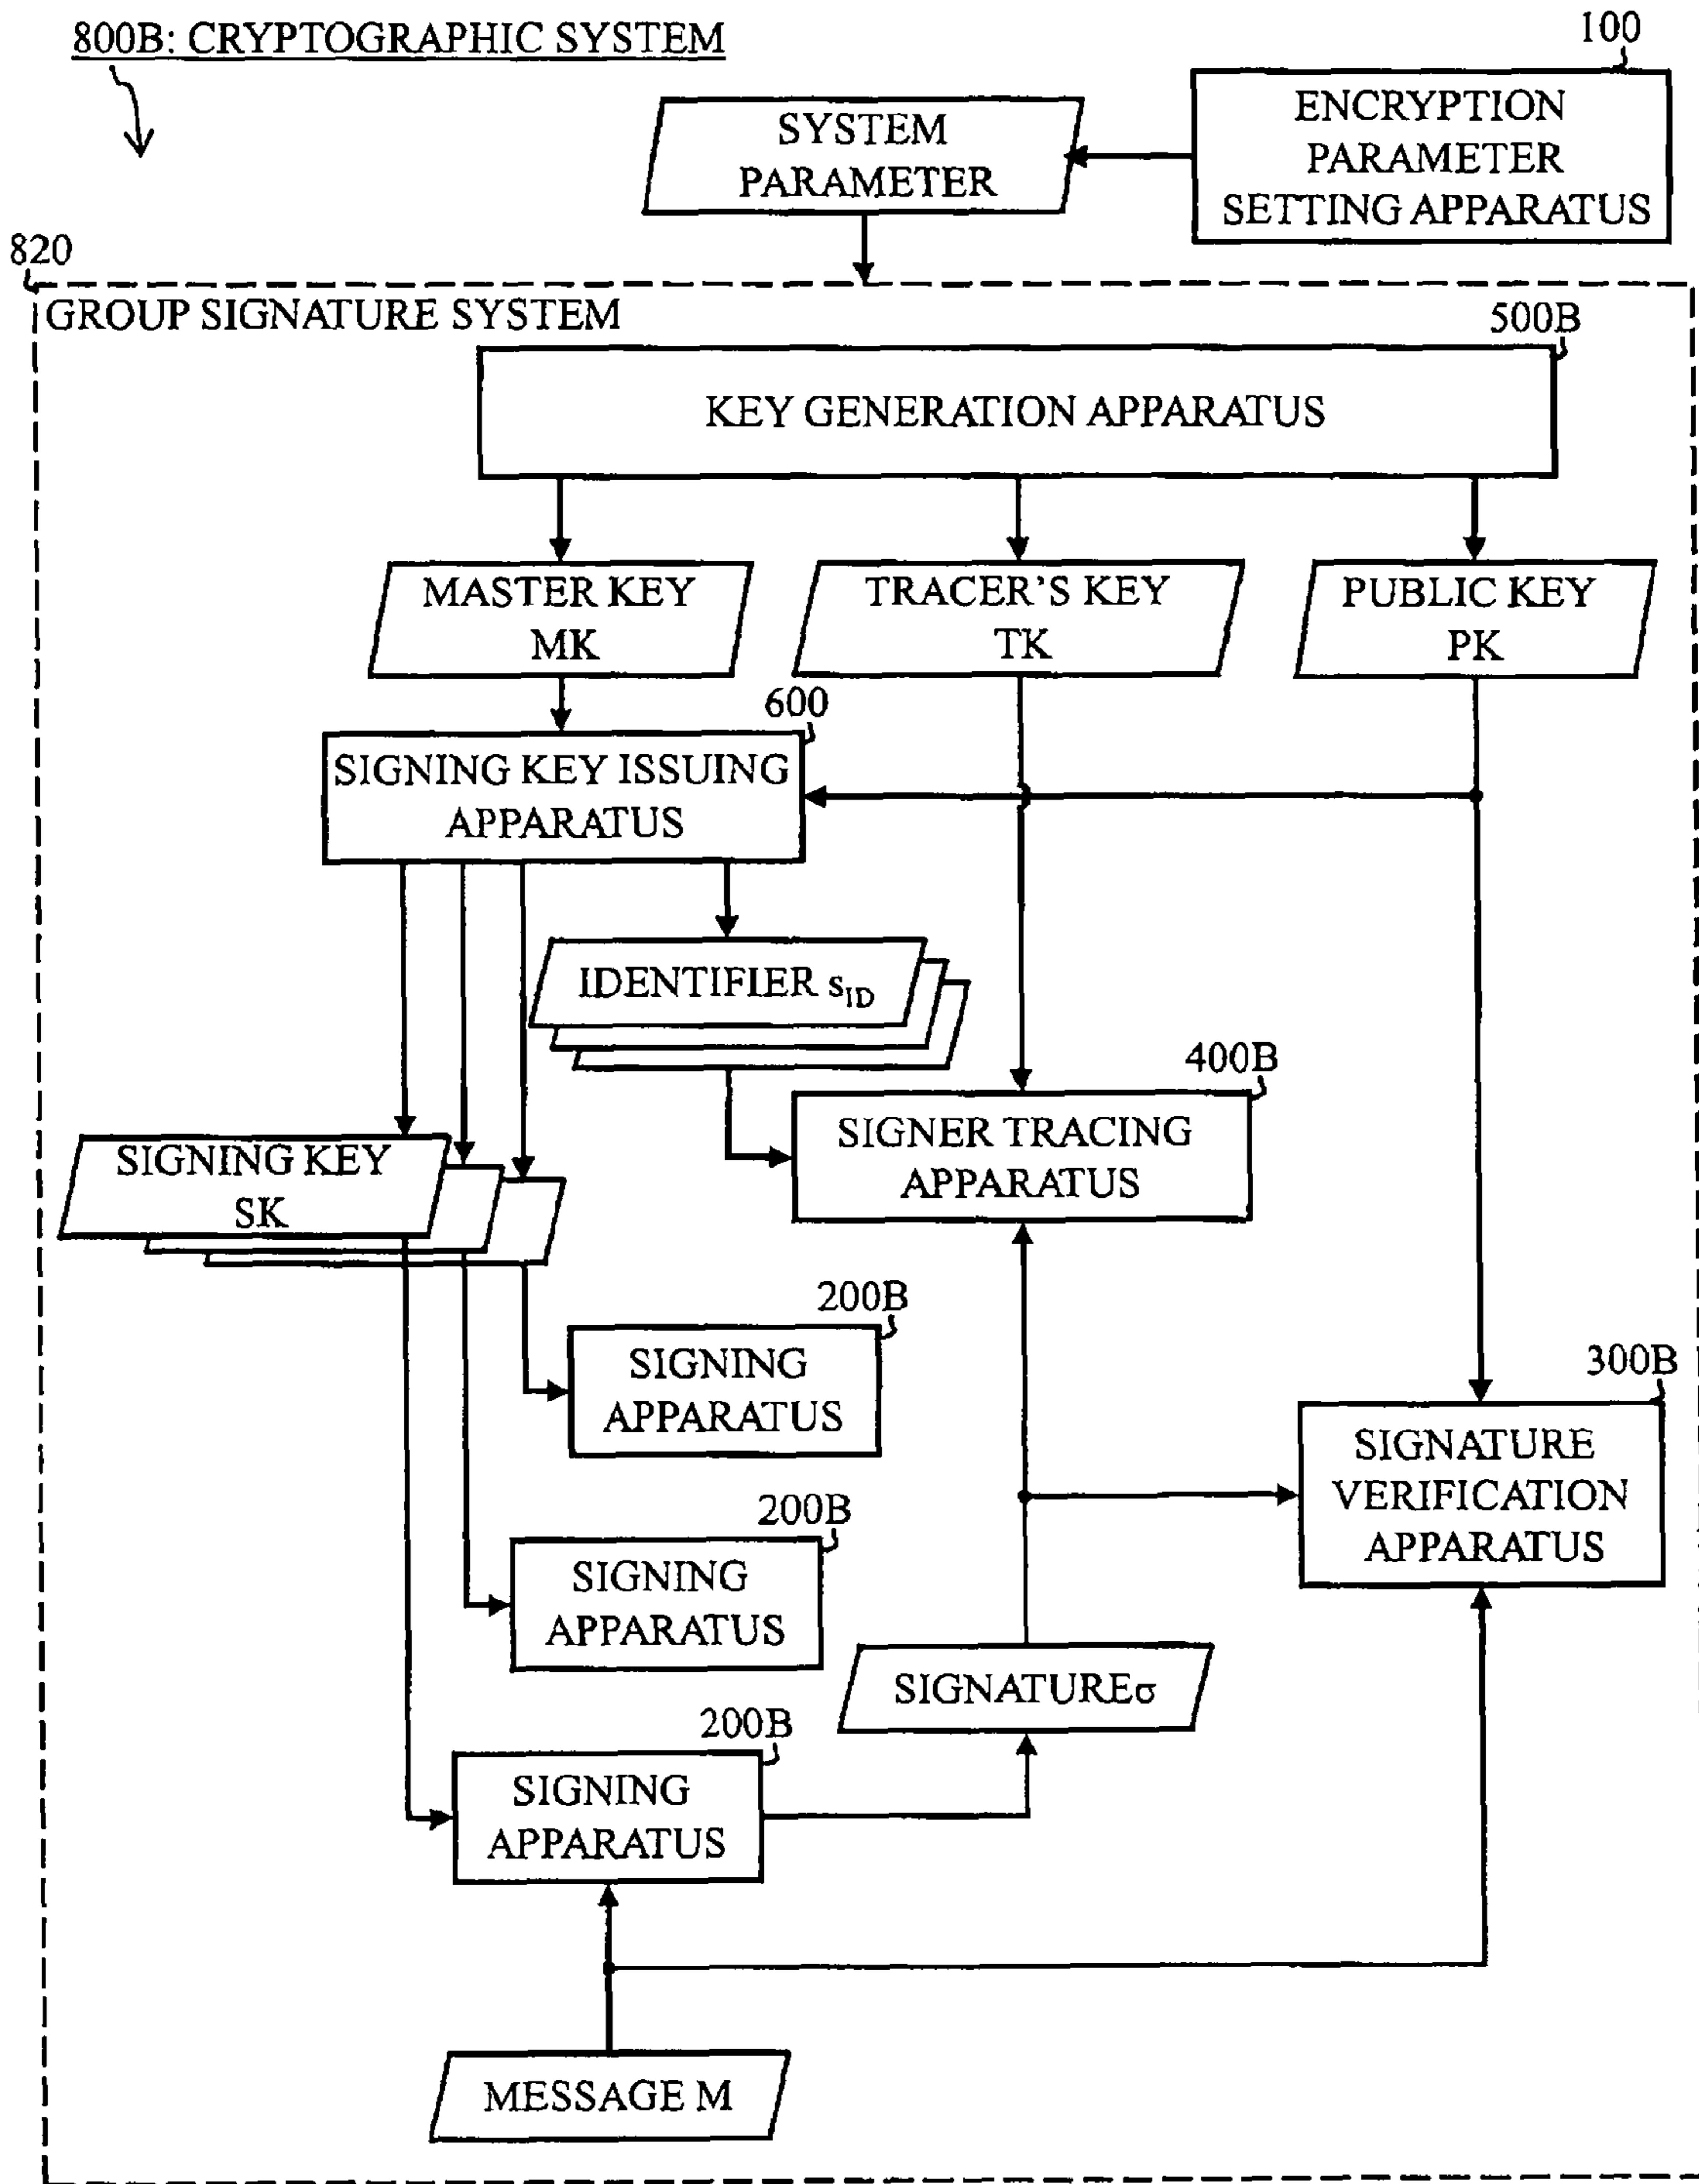 800B: CRYPTOGRAPHIC SYSTEM
100
SYSTEM
PARAMETER
ENCRYPTION
PARAMETER
SETTING APPARATUS
820
GROUP SIGNATURE SYSTEM
500B
KEY GENERATION APPARATUS
MASTER KEY
MK
TRACER'S KEY
TK
PUBLIC KEY
PK
600
SIGNING KEY ISSUING
APPARATUS
IDENTIFIER s_ID
400B
SIGNER TRACING
APPARATUS
SIGNING KEY
SK
200B
SIGNING
APPARATUS
300B
SIGNATURE
VERIFICATION
APPARATUS
200B
SIGNING
APPARATUS
SIGNATUREσ
200B
SIGNING
APPARATUS
MESSAGE M